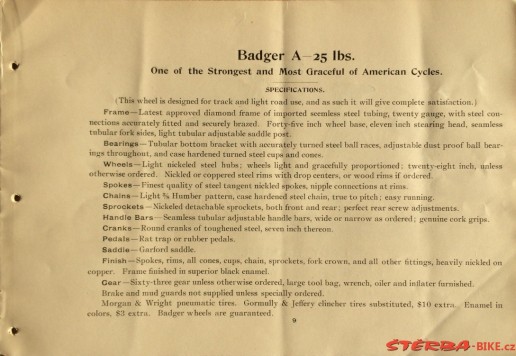 Badger A—25 lbs.
One of the Strongest and Most Graceful of American Cycles.
SPECIFICATIONS.
(This wheel is designed for track and light road use, and as such it will give complete satisfaction.)
Frame—Latest approved diamond frame of imported seemless steel tubing, twenty gauge, with steel con-
nections accurately fitted and securely brazed. Forty-five inch wheel base, eleven inch stearing head, seamless
tubular fork sides, light tubular adjustable saddle post.
Bearings—Tubular bottom bracket with accurately turned steel ball races, adjustable dust proof ball bear-
ings throughout, and case hardened turned steel cups and cones.
Wheels—Light nickeled steel hubs; wheels light and gracefully proportioned; twenty-eight inch, unless
otherwise ordered. Nickled or coppered steel rims with drop centers, or wood rims if ordered.
Spokes—Finest quality of steel tangent nickled spokes, nipple connections at rims.
Chains—Light Humber pattern, case hardened steel chain, true to pitch; easy running.
Sprockets—Nickeled detachable sprockets, both front and rear; perfect rear screw adjustments.
Handle Bars—Seamless tubular adjustable handle bars, wide or narrow as ordered; genuine cork grips.
Cranks—Round cranks of toughened steel, seven inch thereon.
Pedals—Rat trap or rubber pedals.
Saddle—Garford saddle.
Finish—Spokes, rims, all cones, cups, chain, sprockets, fork crown, and all other fittings, heavily nickled on
copper. Frame finished in superior black enamel.
Gear—Sixty-three gear unless otherwise ordered, large tool bag, wrench, oiler and inflater furnished.
Brake and mud guards not supplied unless specially ordered.
Morgan & Wright pneumatic tires. Gormully & Jeffery clincher tires substituted, $10 extra. Enamel in
colors, $3 extra. Badger wheels are guaranteed.
ŠTERBA-BIKE.cz